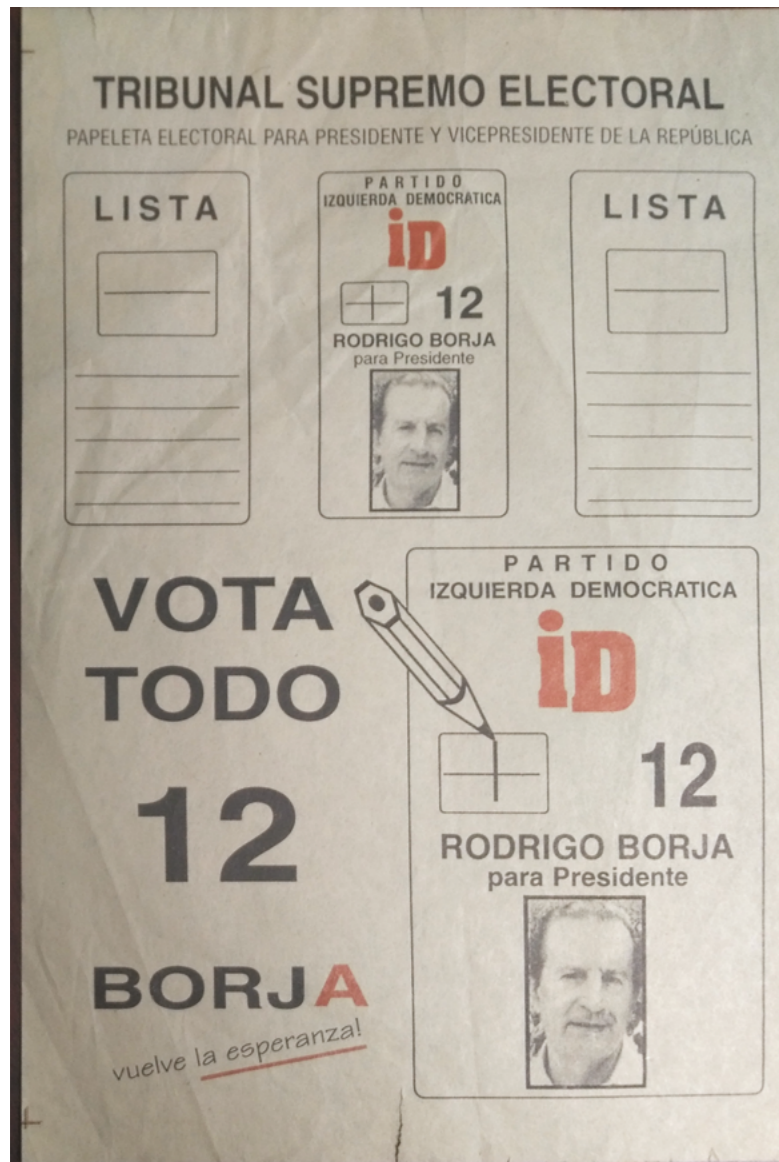 TRIBUNAL SUPREMO ELECTORAL
PAPELETA ELECTORAL PARA PRESIDENTE Y VICEPRESIDENTE DE LA REPÚBLICA
LISTA
PARTIDO
IZQUIERDA DEMOCRÁTICA
iD
12
RODRIGO BORJA
para Presidente
LISTA
VOTA
TODO
12
BORJA
vuelve la esperanza!
PARTIDO
IZQUIERDA DEMOCRATICA
iD
12
RODRIGO BORJA
para Presidente